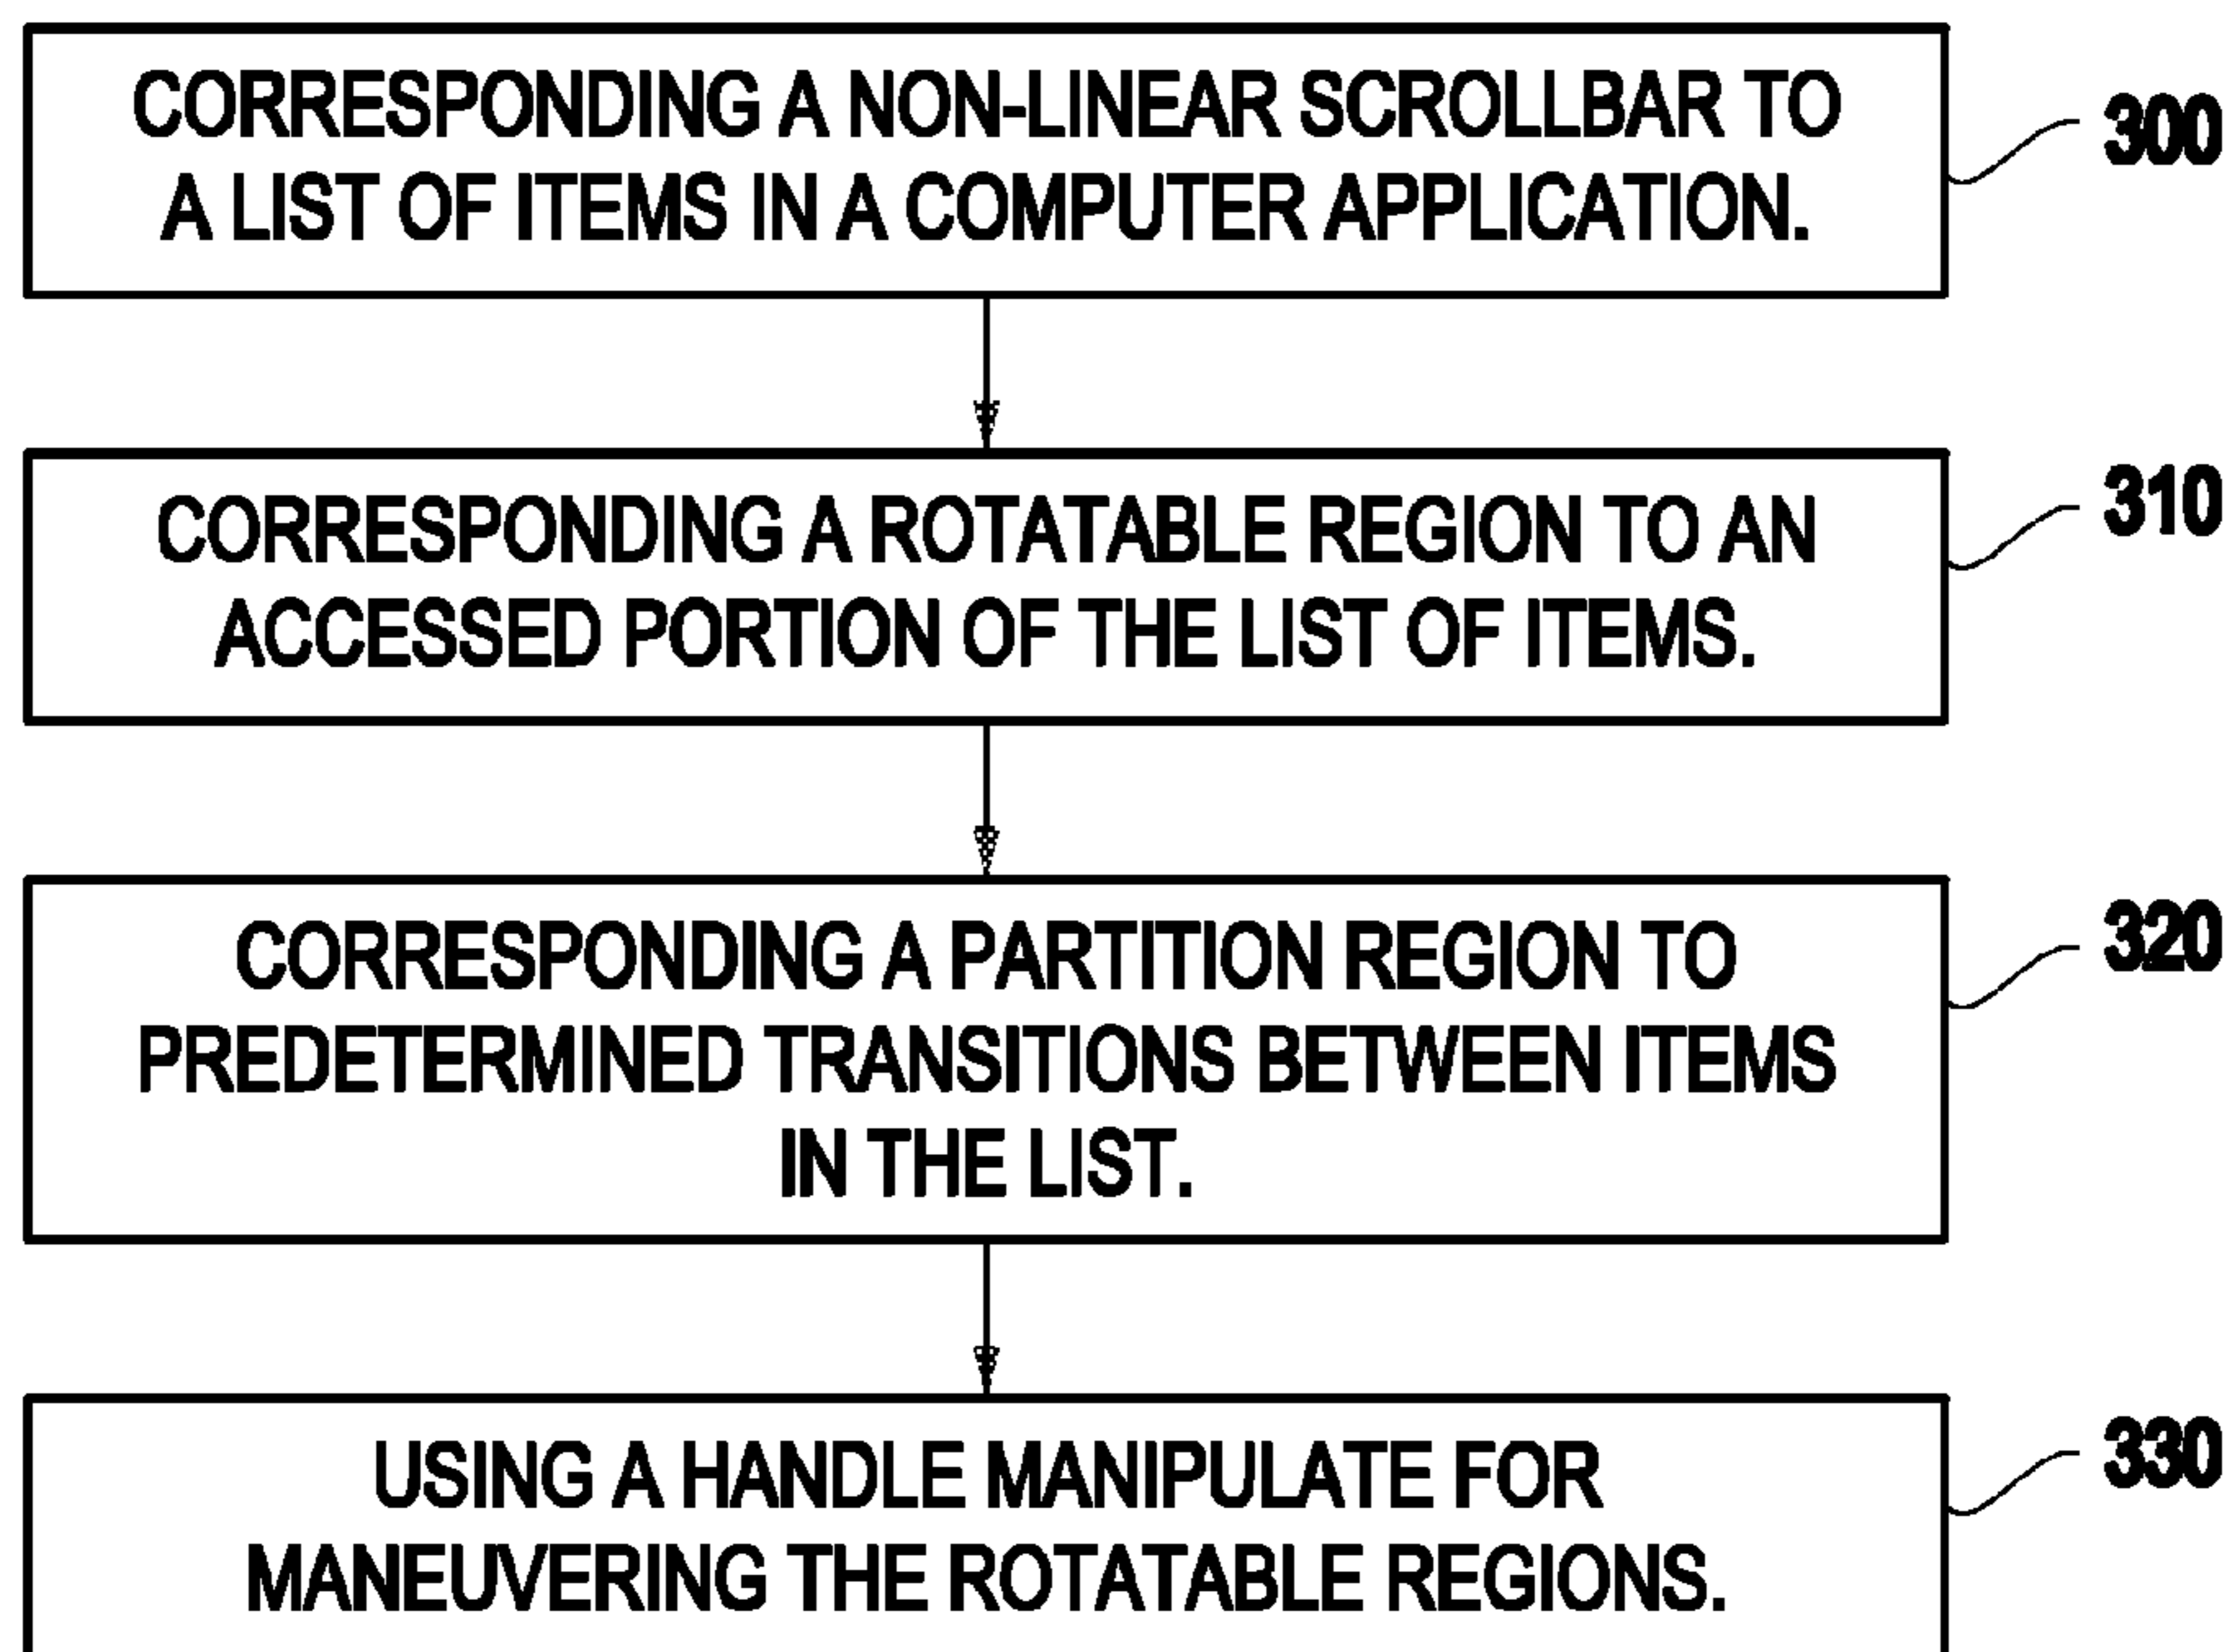 CORRESPONDING A NON-LINEAR SCROLLBAR TO
A LIST OF ITEMS IN A COMPUTER APPLICATION.
300
CORRESPONDING A ROTATABLE REGION TO AN
ACCESSED PORTION OF THE LIST OF ITEMS.
310
CORRESPONDING A PARTITION REGION TO
PREDETERMINED TRANSITIONS BETWEEN ITEMS
IN THE LIST.
320
USING A HANDLE MANIPULATE FOR
MANEUVERING THE ROTATABLE REGIONS.
330